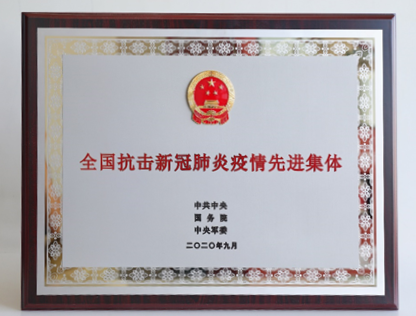 全国抗击新冠肺炎疫情先进集体
中共中央
国务院
中央军委
二〇二〇年九月